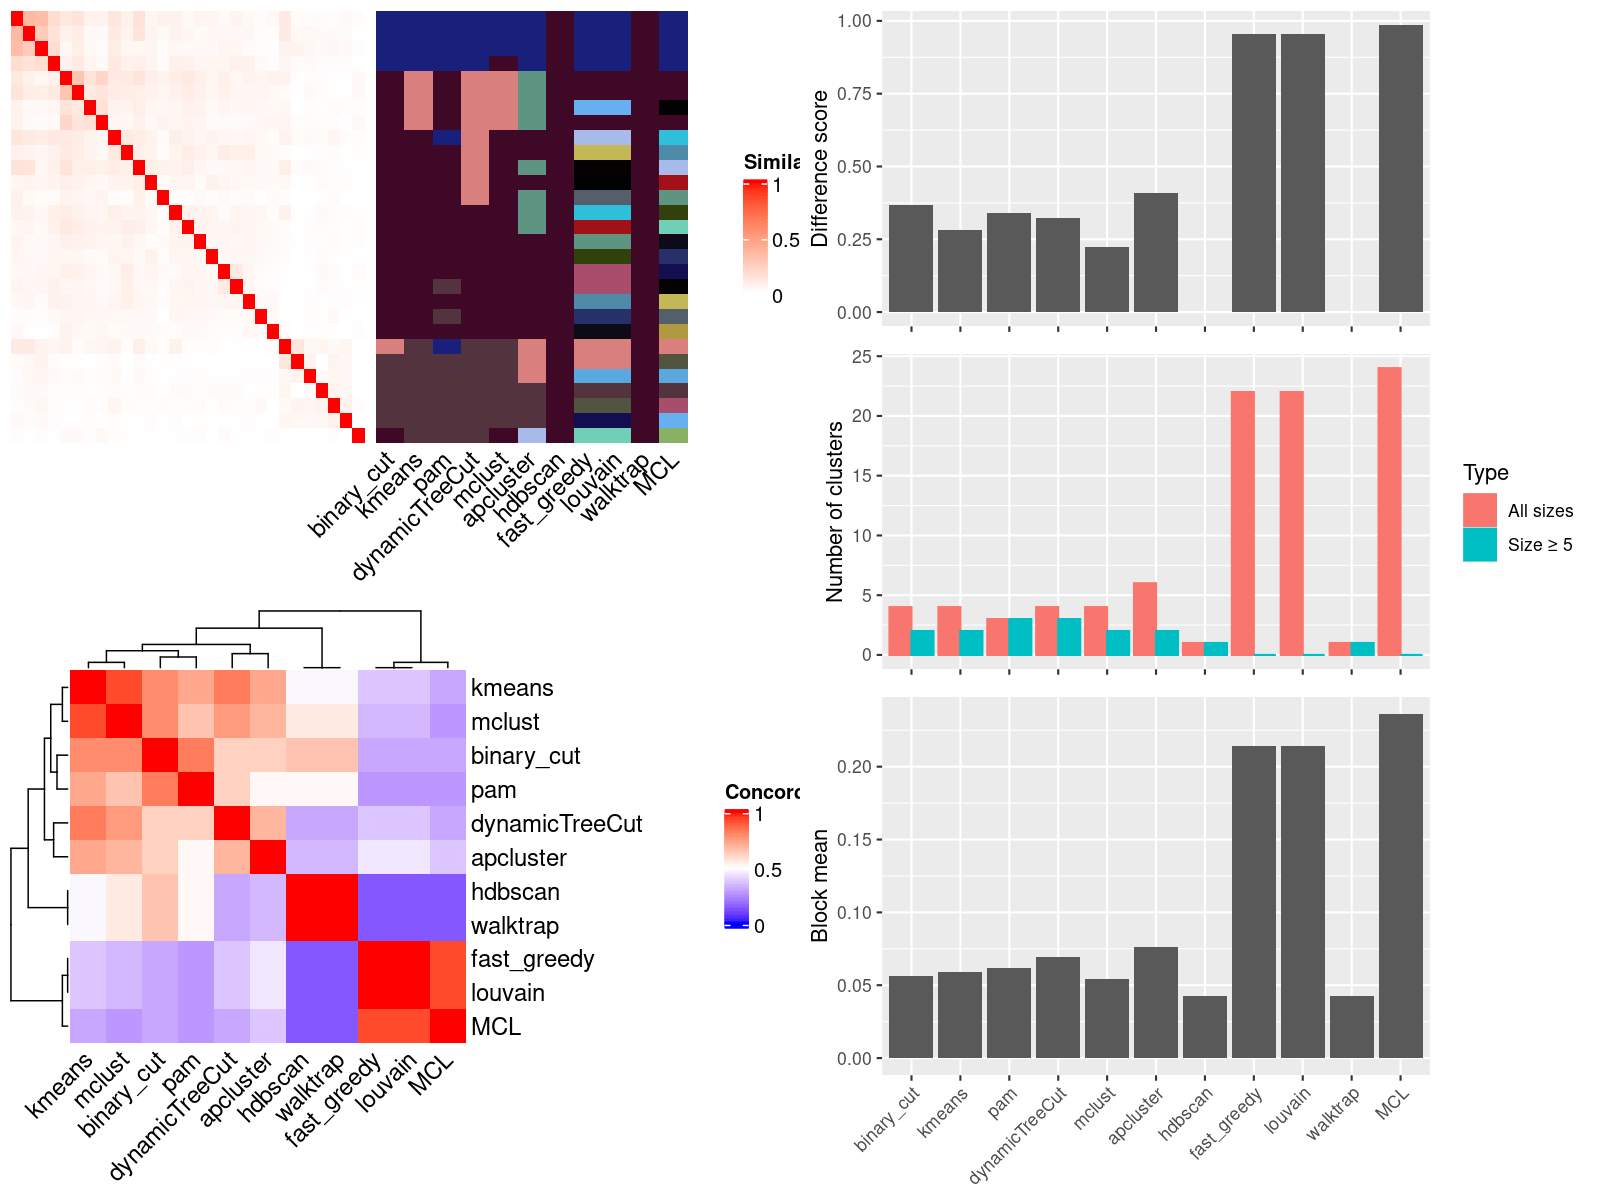 Simila
1
0.5
0
binary_cut
kmeans
pam
dynamicTreeCut
mclust
apcluster
hdbscan
fast_greedy
louvain
walktrap
MCL
Difference score
1.00
0.75
0.50
0.25
0.00
Number of clusters
25
20
15
10
5
0
Type
All sizes
Size ≥ 5
kmeans
mclust
binary_cut
pam
dynamicTreeCut
apcluster
hdbscan
walktrap
fast_greedy
louvain
MCL
Concord
1
0.5
0
kmeans
mclust
binary_cut
pam
dynamicTreeCut
apcluster
hdbscan
walktrap
fast_greedy
louvain
MCL
Block mean
0.20
0.15
0.10
0.05
0.00
binary_cut
kmeans
pam
dynamicTreeCut
mclust
apcluster
hdbscan
fast_greedy
louvain
walktrap
MCL